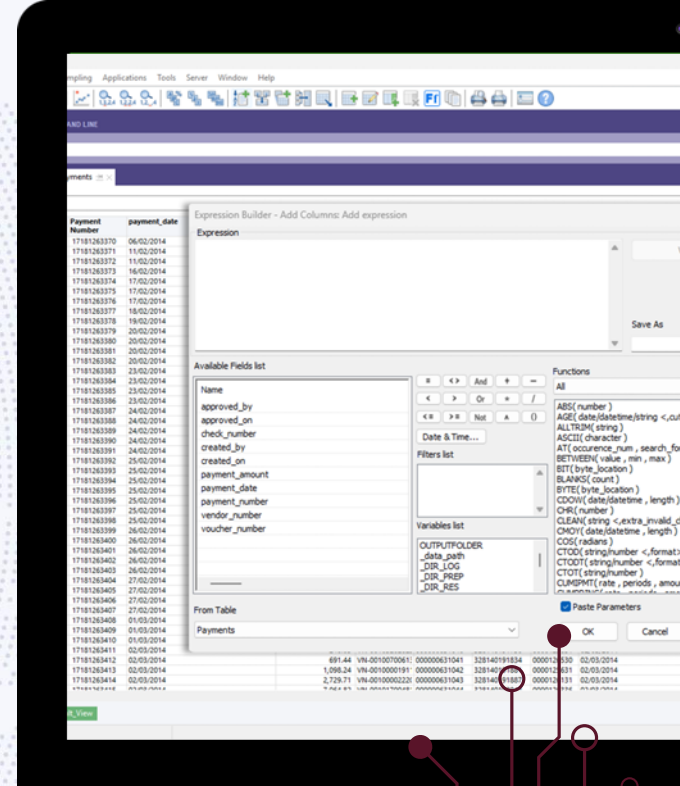 Applications Tools Server Window Help
AND LINE
yments
Payment Number payment_date
Expression Builder - Add Columns: Add expression
Expression
17181263370 06/02/2014
17181263371 11/02/2014
17181263372 11/02/2014
17181263373 16/02/2014
17181263374 17/02/2014
17181263375 17/02/2014
17181263376 17/02/2014
17181263377 18/02/2014
17181263378 19/02/2014
17181263379 20/02/2014
17181263380 20/02/2014
17181263381 20/02/2014
17181263382 20/02/2014
17181263383 23/02/2014
17181263384 23/02/2014
17181263385 23/02/2014
17181263386 23/02/2014
17181263387 24/02/2014
17181263388 24/02/2014
17181263389 24/02/2014
17181263390 24/02/2014
17181263391 24/02/2014
17181263392 25/02/2014
17181263393 25/02/2014
17181263394 25/02/2014
17181263395 25/02/2014
17181263396 25/02/2014
17181263397 25/02/2014
17181263398 25/02/2014
17181263399 26/02/2014
17181263400 26/02/2014
17181263401 26/02/2014
17181263402 26/02/2014
17181263403 26/02/2014
17181263404 27/02/2014
17181263405 27/02/2014
17181263406 27/02/2014
17181263407 27/02/2014
17181263408 01/03/2014
17181263409 01/03/2014
17181263410 01/03/2014
17181263411 02/03/2014
17181263412 02/03/2014
17181263413 02/03/2014
17181263414 02/03/2014
Save As
Available Fields list
Name
approved_by
approved_on
check_number
created_by
created_on
payment_amount
payment_date
payment_number
vendor_number
voucher_number
From Table
Payments
= <> And + -
< > Or * /
<= >= Not ^ ()
Date & Time...
Filters list
Variables list
OUTPUTFOLDER
_data_path
_DIR_LOG
_DIR_PREP
_DIR_RES
Functions
All
ABS( number )
AGE( date/datetime/string <,cut
ALLTRIM( string )
ASCII( character )
AT( occurence_num , search_for
BETWEEN( value , min , max )
BIT( byte_location )
BLANKS( count )
BYTE( byte_location )
CDOW( date/datetime , length )
CHR( number )
CLEAN( string <,extra_invalid_d
CMOY( date/datetime , length )
COS( radians )
CTOD( string/number <,format>
CTODT( string/number <,format
CTOT( string/number )
CUMIPMT( rate , periods , amou
Paste Parameters
OK Cancel
02/03/2014
691.44 000000631041 328140191834 02/03/2014
1,098.24 000000631042 02/03/2014
2,729.71 000000631043 02/03/2014
lt_View